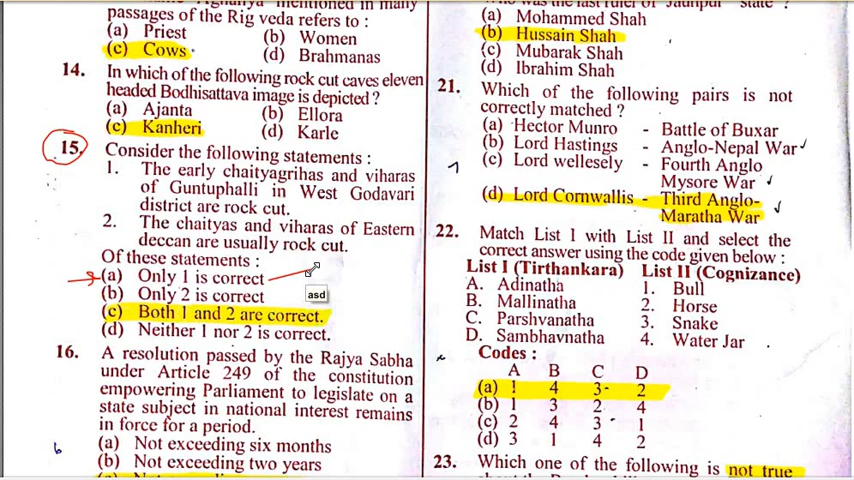 passages of the Rig veda refers to :
(a) Priest (b) Women
(c) Cows (d) Brahmanas
14. In which of the following rock cut caves eleven
headed Bodhisattava image is depicted ?
(a) Ajanta (b) Ellora
(c) Kanheri (d) Karle
15. Consider the following statements :
1. The early chaityagrihas and viharas
of Guntuphalli in West Godavari
district are rock cut.
2. The chaityas and viharas of Eastern
deccan are usually rock cut.
Of these statements :
(a) Only 1 is correct
asd
(b) Only 2 is correct
(c) Both 1 and 2 are correct.
(d) Neither 1 nor 2 is correct.
16. A resolution passed by the Rajya Sabha
under Article 249 of the constitution
empowering Parliament to legislate on a
state subject in national interest remains
in force for a period.
(a) Not exceeding six months
(b) Not exceeding two years
(a) Mohammed Shah
(b) Hussain Shah
(c) Mubarak Shah
(d) Ibrahim Shah
21. Which of the following pairs is not
correctly matched ?
(a) Hector Munro - Battle of Buxar
(b) Lord Hastings - Anglo-Nepal War
(c) Lord wellesely - Fourth Anglo
Mysore War
(d) Lord Cornwallis - Third Anglo-
Maratha War
22. Match List I with List II and select the
correct answer using the code given below :
List I (Tirthankara) List II (Cognizance)
A. Adinatha 1. Bull
B. Mallinatha 2. Horse
C. Parshvanatha 3. Snake
D. Sambhavnatha 4. Water Jar
Codes :
A B C D
(a) 1 4 3 2
(b) 1 3 2 4
(c) 2 4 3 1
(d) 3 1 4 2
23. Which one of the following is not true